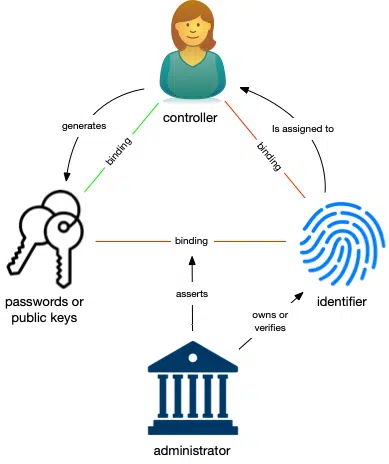 controller
generates
Is assigned to
binding
binding
binding
passwords or
public keys
identifier
asserts
owns or
verifies
administrator